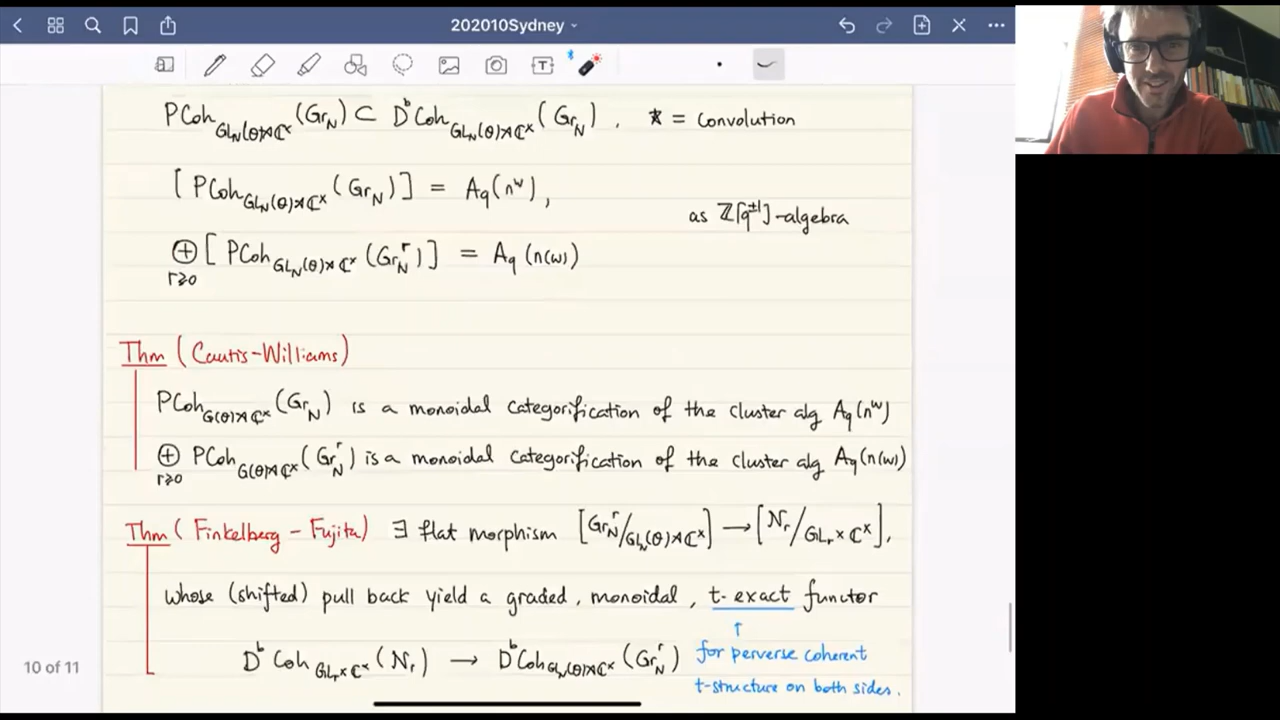 202010Sydney
PCoh_{GL_N(O)⋊C^×}(Gr_N) ⊂ D^b Coh_{GL_N(O)⋊C^×}(Gr_N), * = convolution
[PCoh_{GL_N(O)⋊C^×}(Gr_N)] = A_q(n^w),
as Z[q^{±1}]-algebra
⊕_{r≥0} [PCoh_{GL_N(O)⋊C^×}(Gr_N^r)] = A_q(n(w))
Thm (Cautis-Williams)
PCoh_{G(O)⋊C^×}(Gr_N) is a monoidal categorification of the cluster alg A_q(n^w)
⊕_{r≥0} PCoh_{G(O)⋊C^×}(Gr_N^r) is a monoidal categorification of the cluster alg A_q(n(w))
Thm (Finkelberg - Fujita) ∃ flat morphism [Gr_N^r/GL_N(O)⋊C^×] → [N_r/GL_r×C^×],
whose (shifted) pull back yield a graded, monoidal, t-exact functor
D^b Coh_{GL_r×C^×}(N_r) → D^b Coh_{GL_N(O)⋊C^×}(Gr_N^r)
↑
for perverse coherent
t-structure on both sides.
10 of 11